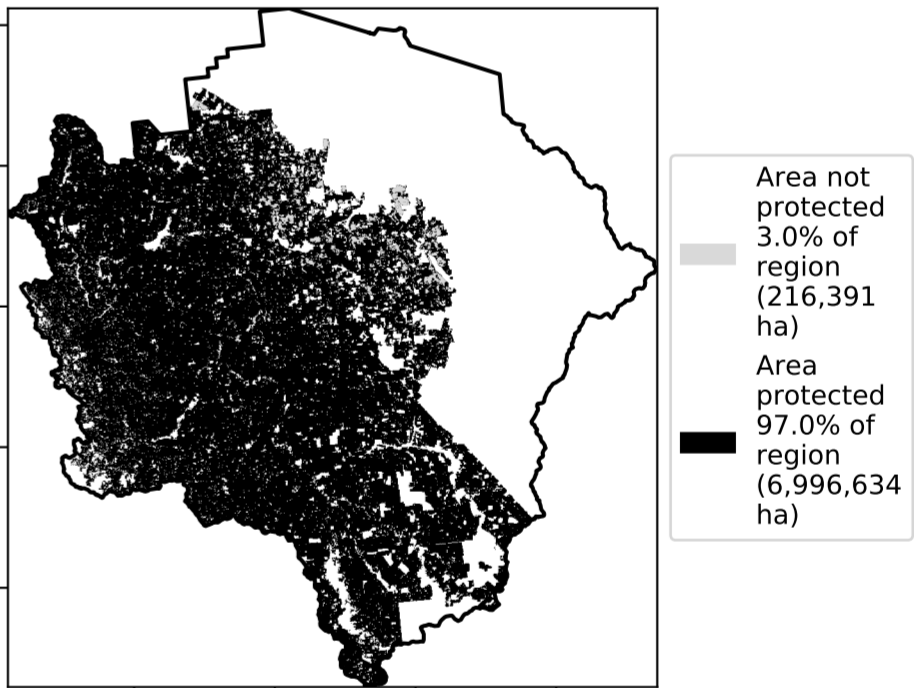 Area not
protected
3.0% of
region
(216,391
ha)
Area
protected
97.0% of
region
(6,996,634
ha)